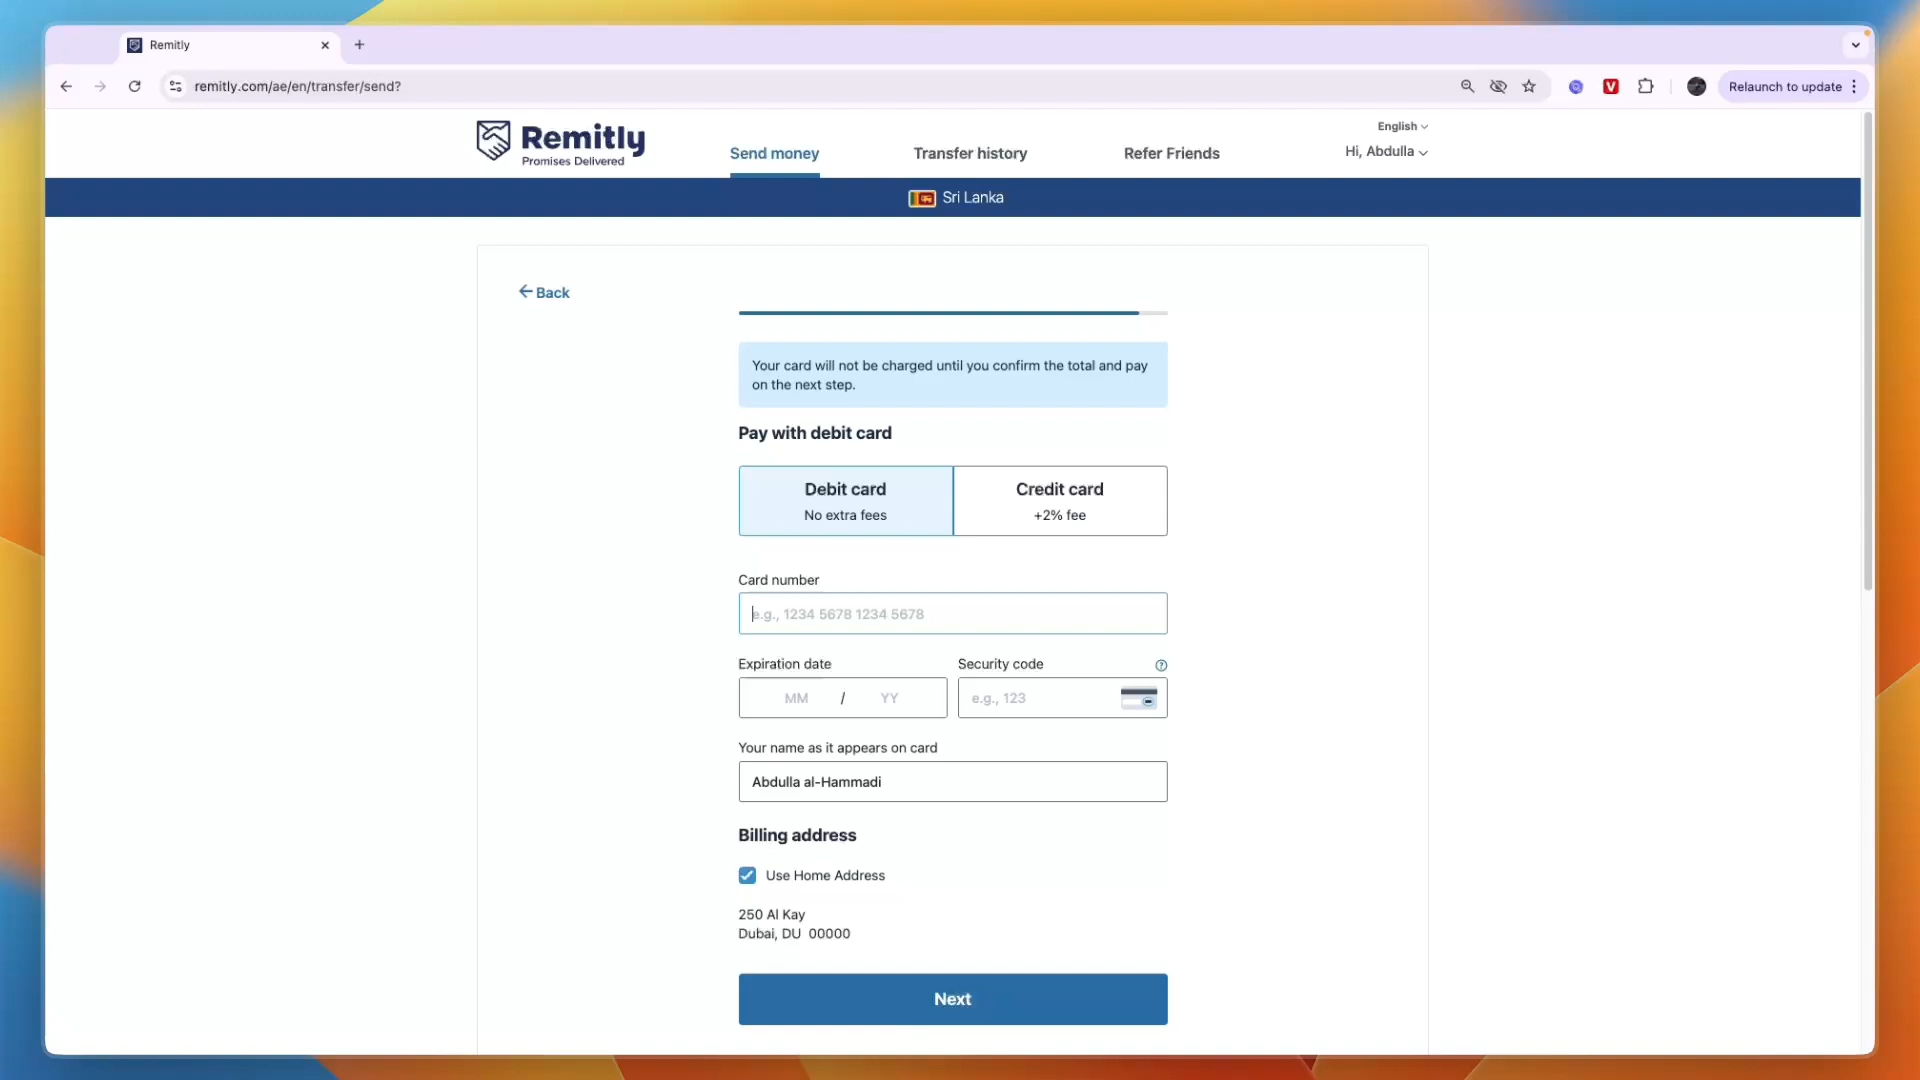 Remitly
remitly.com/ae/en/transfer/send?
Relaunch to update
Remitly
Promises Delivered
Send money
Transfer history
Refer Friends
English
Hi, Abdulla
Sri Lanka
Back
Your card will not be charged until you confirm the total and pay
on the next step.
Pay with debit card
Debit card
No extra fees
Credit card
+2% fee
Card number
e.g., 1234 5678 1234 5678
Expiration date
Security code
MM / YY
e.g., 123
Your name as it appears on card
Abdulla al-Hammadi
Billing address
Use Home Address
250 Al Kay
Dubai, DU 00000
Next